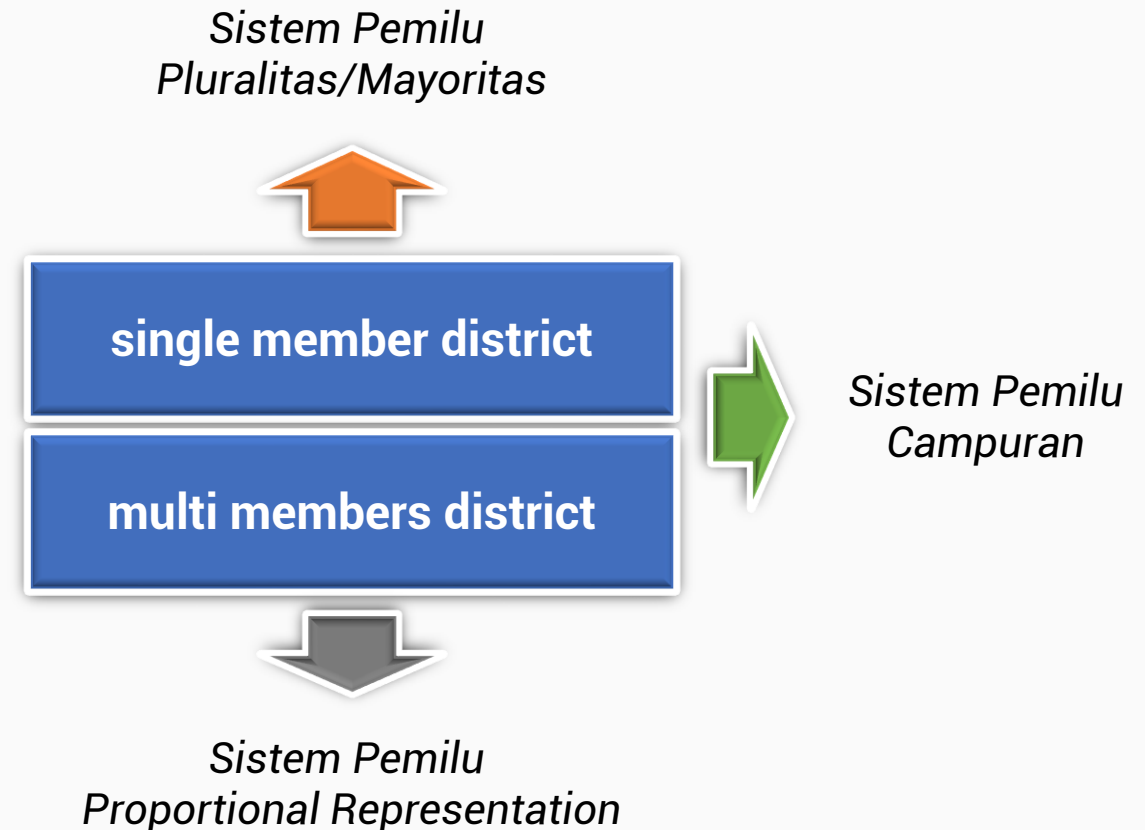 Sistem Pemilu
Pluralitas/Mayoritas
single member district
Sistem Pemilu
Campuran
multi members district
Sistem Pemilu
Proportional Representation